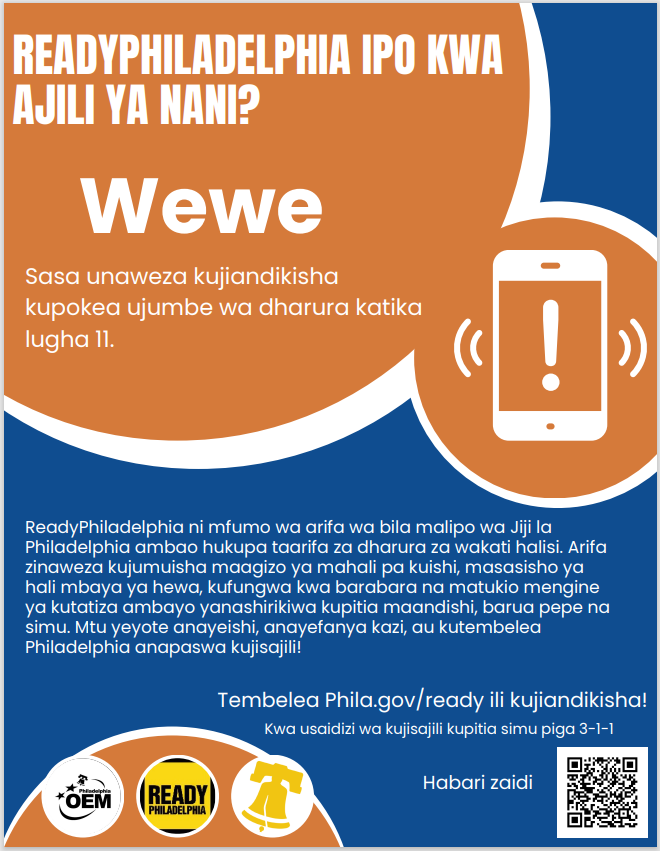 READYPHILADELPHIA IPO KWA
AJILI YA NANI?
Wewe
Sasa unaweza kujiandikisha
kupokea ujumbe wa dharura katika
lugha 11.
ReadyPhiladelphia ni mfumo wa arifa wa bila malipo wa Jiji la
Philadelphia ambao hukupa taarifa za dharura za wakati halisi. Arifa
zinaweza kujumuisha maagizo ya mahali pa kuishi, masasisho ya
hali mbaya ya hewa, kufungwa kwa barabara na matukio mengine
ya kutatiza ambayo yanashirikiwa kupitia maandishi, barua pepe na
simu. Mtu yeyote anayeishi, anayefanya kazi, au kutembelea
Philadelphia anapaswa kujisajili!
Tembelea Phila.gov/ready ili kujiandikisha!
Kwa usaidizi wa kujisajili kupitia simu piga 3-1-1
Habari zaidi
Philadelphia
OEM
READY
PHILADELPHIA